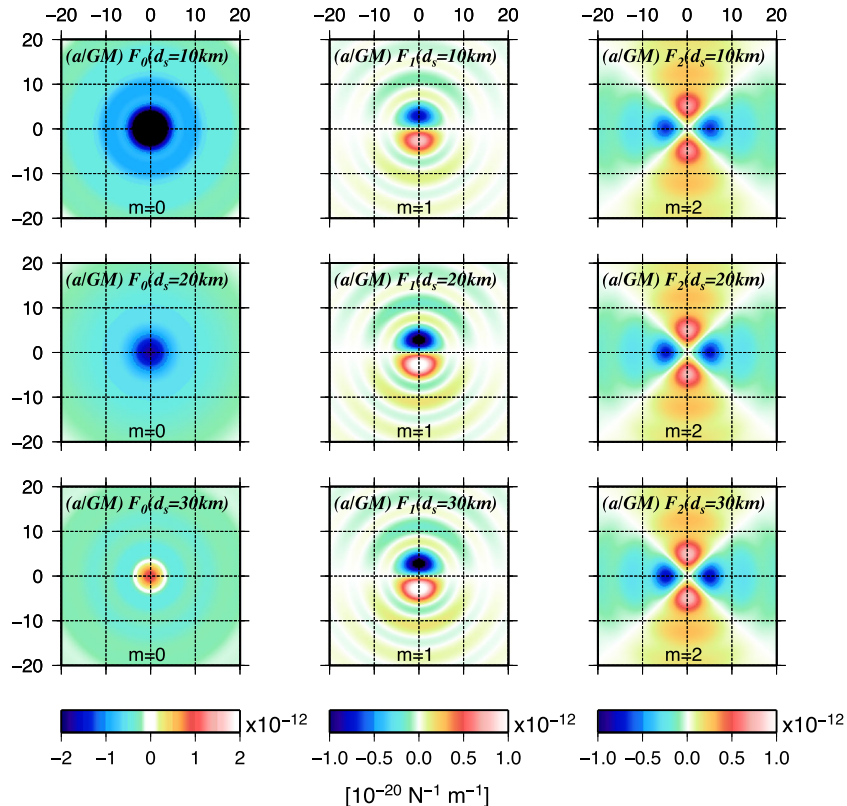 −20 −10 0 10 20 −20 −10 0 10 20 −20 −10 0 10 20
20 (a/GM) F0(ds=10km) (a/GM) F1(ds=10km) (a/GM) F2(ds=10km)
10
0
−10
−20 m=0 m=1 m=2
20 (a/GM) F0(ds=20km) (a/GM) F1(ds=20km) (a/GM) F2(ds=20km)
10
0
−10
−20 m=0 m=1 m=2
20 (a/GM) F0(ds=30km) (a/GM) F1(ds=30km) (a/GM) F2(ds=30km)
10
0
−10
−20 m=0 m=1 m=2
x10−12 x10−12 x10−12
−2 −1 0 1 2 −1.0 −0.5 0.0 0.5 1.0 −1.0 −0.5 0.0 0.5 1.0
[10−20 N−1 m−1]